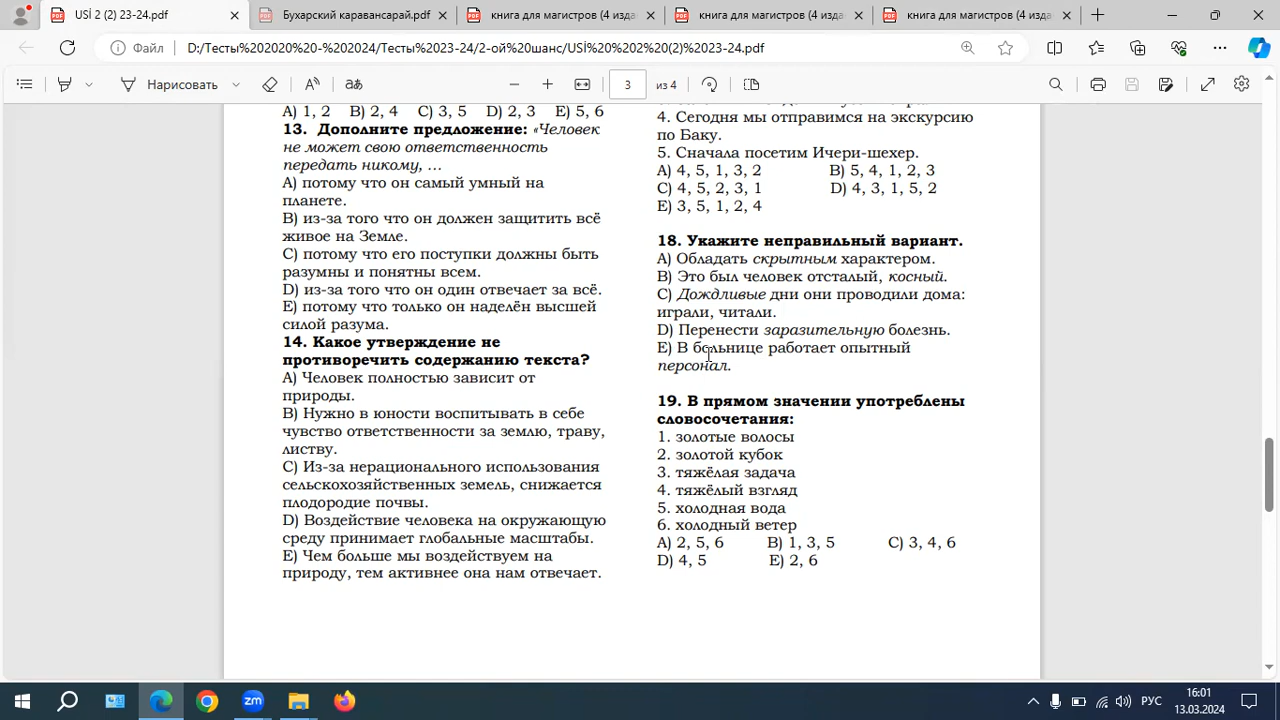 USİ 2 (2) 23-24.pdf
Бухарский каравансарай.pdf
книга для магистров (4 изда
книга для магистров (4 изда
книга для магистров (4 изда
Файл
D:/Тесты%202020%20-%202024/Тесты%2023-24/2-ой%20шанс/USİ%20%202%20(2)%2023-24.pdf
Нарисовать
3
из 4
A) 1, 2 B) 2, 4 C) 3, 5 D) 2, 3 E) 5, 6
13. Дополните предложение: «Человек
не может свою ответственность
передать никому, …
A) потому что он самый умный на
планете.
B) из-за того что он должен защитить всё
живое на Земле.
C) потому что его поступки должны быть
разумны и понятны всем.
D) из-за того что он один отвечает за всё.
E) потому что только он наделён высшей
силой разума.
14. Какое утверждение не
противоречить содержанию текста?
A) Человек полностью зависит от
природы.
B) Нужно в юности воспитывать в себе
чувство ответственности за землю, траву,
листву.
C) Из-за нерационального использования
сельскохозяйственных земель, снижается
плодородие почвы.
D) Воздействие человека на окружающую
среду принимает глобальные масштабы.
E) Чем больше мы воздействуем на
природу, тем активнее она нам отвечает.
4. Сегодня мы отправимся на экскурсию
по Баку.
5. Сначала посетим Ичери-шехер.
A) 4, 5, 1, 3, 2 B) 5, 4, 1, 2, 3
C) 4, 5, 2, 3, 1 D) 4, 3, 1, 5, 2
E) 3, 5, 1, 2, 4
18. Укажите неправильный вариант.
A) Обладать скрытным характером.
B) Это был человек отсталый, косный.
C) Дождливые дни они проводили дома:
играли, читали.
D) Перенести заразительную болезнь.
E) В больнице работает опытный
персонал.
19. В прямом значении употреблены
словосочетания:
1. золотые волосы
2. золотой кубок
3. тяжёлая задача
4. тяжёлый взгляд
5. холодная вода
6. холодный ветер
A) 2, 5, 6 B) 1, 3, 5 C) 3, 4, 6
D) 4, 5 E) 2, 6
РУС
16:01
13.03.2024